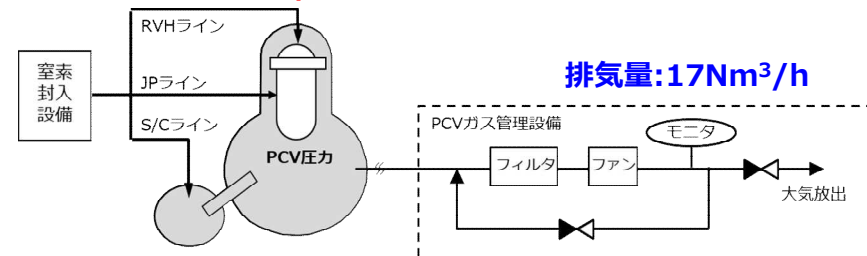 RVHライン
窒素
封入
設備
JPライン
S/Cライン
PCV圧力
排気量:17Nm³/h
PCVガス管理設備
モニタ
フィルタ
ファン
大気放出